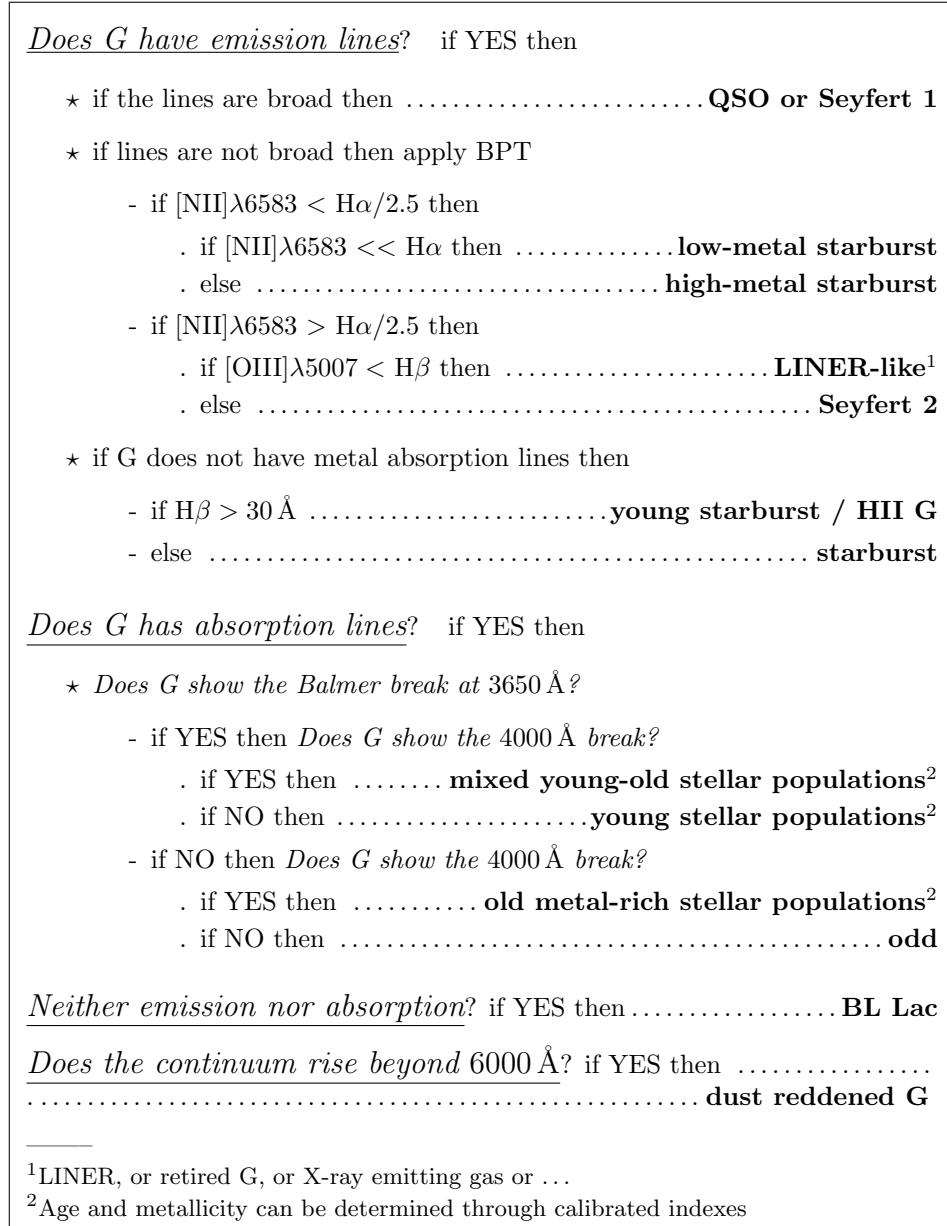 Does G have emission lines? if YES then
⋆ if the lines are broad then ........................... QSO or Seyfert 1
⋆ if lines are not broad then apply BPT
- if [NII]λ6583 < Hα/2.5 then
. if [NII]λ6583 << Hα then .............. low-metal starburst
. else ..................................... high-metal starburst
- if [NII]λ6583 > Hα/2.5 then
. if [OIII]λ5007 < Hβ then ........................ LINER-like¹
. else .................................................. Seyfert 2
⋆ if G does not have metal absorption lines then
- if Hβ > 30 Å ........................... young starburst / HII G
- else ...................................................... starburst
Does G has absorption lines? if YES then
⋆ Does G show the Balmer break at 3650 Å?
- if YES then Does G show the 4000 Å break?
. if YES then ........ mixed young-old stellar populations²
. if NO then ....................... young stellar populations²
- if NO then Does G show the 4000 Å break?
. if YES then ........... old metal-rich stellar populations²
. if NO then ................................................. odd
Neither emission nor absorption? if YES then .................. BL Lac
Does the continuum rise beyond 6000 Å? if YES then .................
............................................................. dust reddened G
¹LINER, or retired G, or X-ray emitting gas or ...
²Age and metallicity can be determined through calibrated indexes